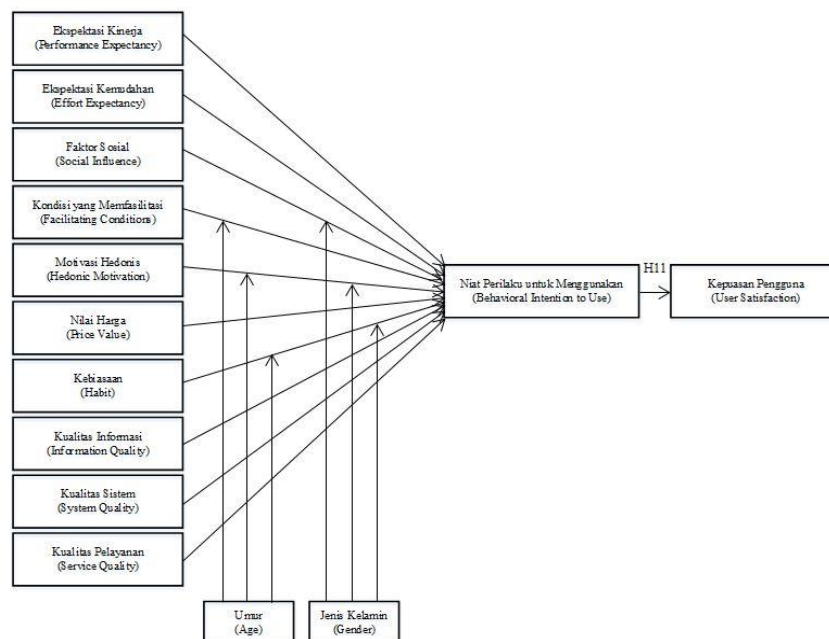 Ekspektasi Kinerja
(Performance Expectancy)
Ekspektasi Kemudahan
(Effort Expectancy)
Faktor Sosial
(Social Influence)
Kondisi yang Memfasilitasi
(Facilitating Conditions)
Motivasi Hedonis
(Hedonic Motivation)
Nilai Harga
(Price Value)
Kebiasaan
(Habit)
Kualitas Informasi
(Information Quality)
Kualitas Sistem
(System Quality)
Kualitas Pelayanan
(Service Quality)
Umur
(Age)
Jenis Kelamin
(Gender)
Niat Perilaku untuk Menggunakan
(Behavioral Intention to Use)
H11
Kepuasan Pengguna
(User Satisfaction)